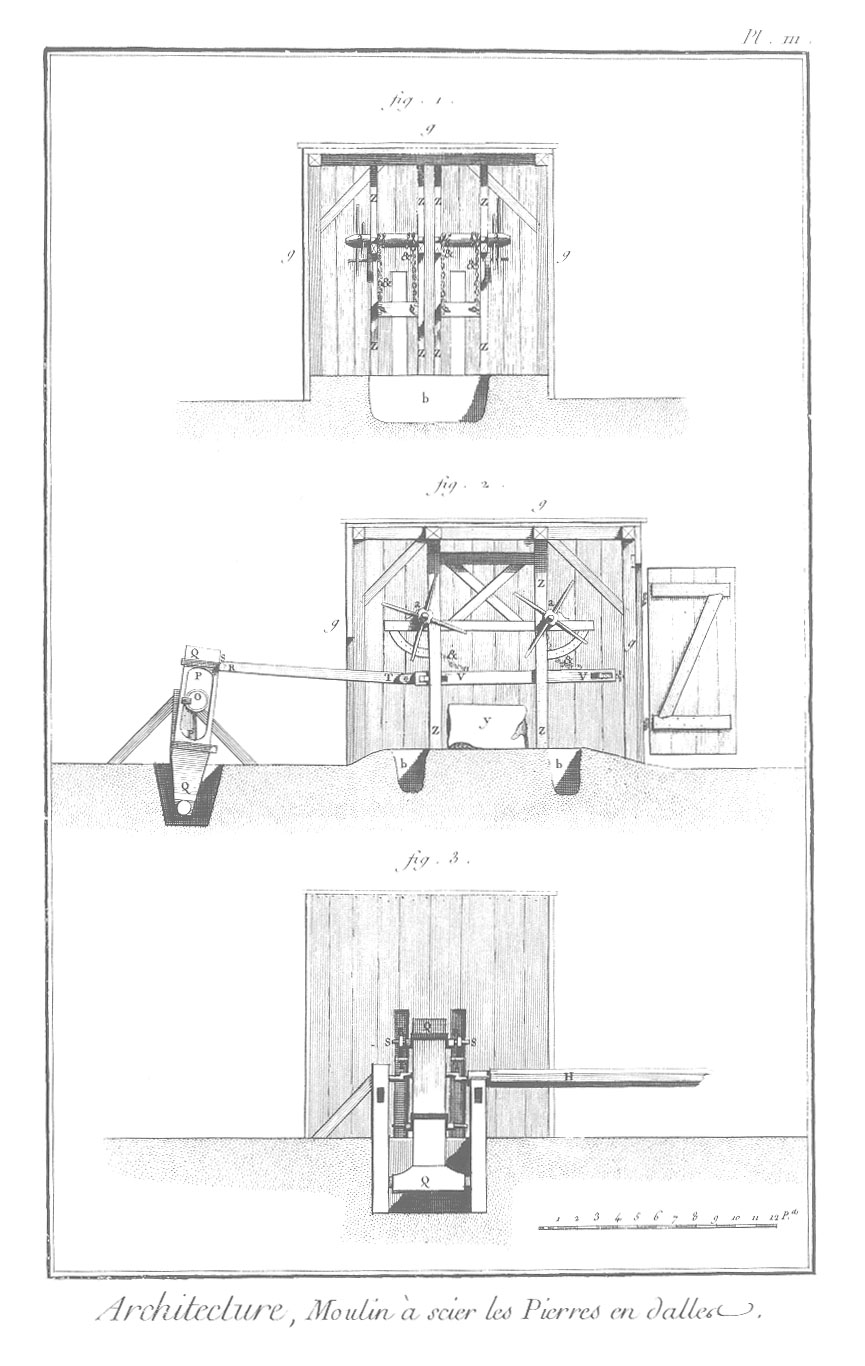 Pl. III.
fig. 1.
g
Z Z Z Z
g g
& & & &
Z Z Z Z
b
fig. 2.
g
Z
a a
g g
Q S
R & &
P T V V
O
P y
Z Z
b b
Q
fig. 3.
Q
S S
H
Q
1 2 3 4 5 6 7 8 9 10 11 12 P.ds
Architecture, Moulin à scier les Pierres en dalles.